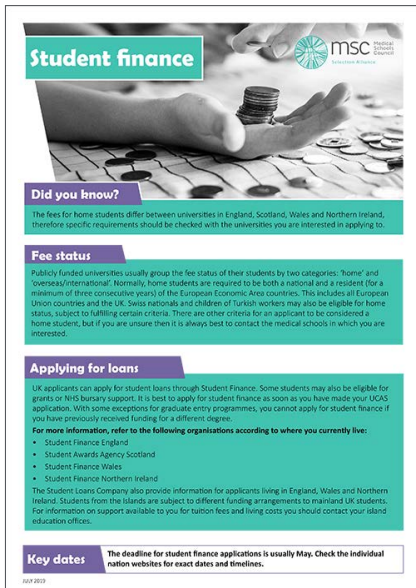 Student finance
msc Medical
Schools
Council
Selection Alliance
Did you know?
The fees for home students differ between universities in England, Scotland, Wales and Northern Ireland,
therefore specific requirements should be checked with the universities you are interested in applying to.
Fee status
Publicly funded universities usually group the fee status of their students by two categories: 'home' and
'overseas/international'. Normally, home students are required to be both a national and a resident (for a
minimum of three consecutive years) of the European Economic Area countries. This includes all European
Union countries and the UK. Swiss nationals and children of Turkish workers may also be eligible for home
status, subject to fulfilling certain criteria. There are other criteria for an applicant to be considered a
home student, but if you are unsure then it is always best to contact the medical schools in which you are
interested.
Applying for loans
UK applicants can apply for student loans through Student Finance. Some students may also be eligible for
grants or NHS bursary support. It is best to apply for student finance as soon as you have made your UCAS
application. With some exceptions for graduate entry programmes, you cannot apply for student finance if
you have previously received funding for a different degree.
For more information, refer to the following organisations according to where you currently live:
• Student Finance England
• Student Awards Agency Scotland
• Student Finance Wales
• Student Finance Northern Ireland
The Student Loans Company also provide information for applicants living in England, Wales and Northern
Ireland. Students from the Islands are subject to different funding arrangements to mainland UK students.
For information on support available to you for tuition fees and living costs you should contact your island
education offices.
Key dates
The deadline for student finance applications is usually May. Check the individual
nation websites for exact dates and timelines.
JULY 2019